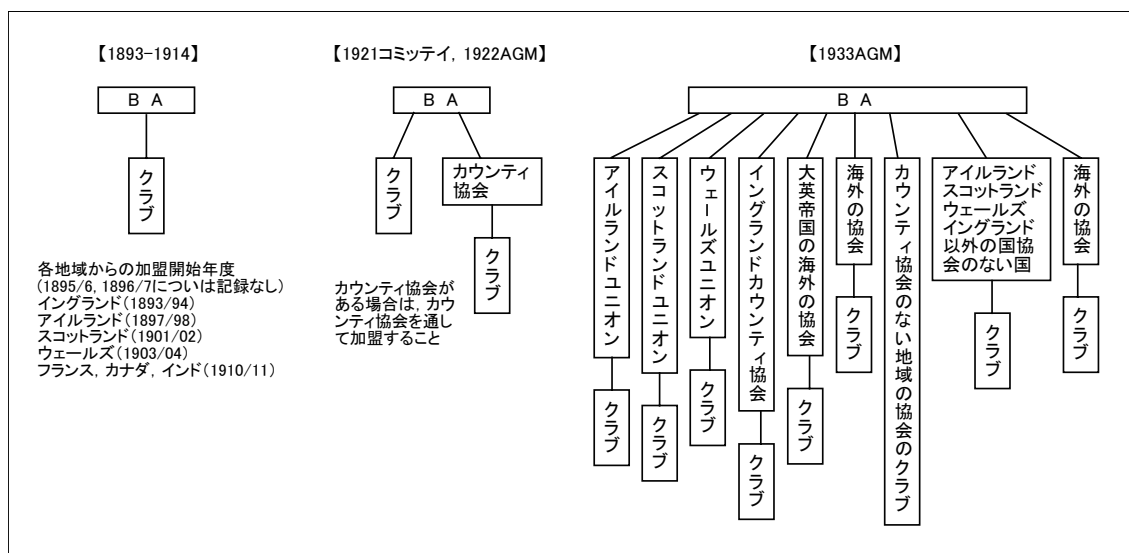 【1893-1914】
B A
クラブ
各地域からの加盟開始年度
(1895/6, 1896/7についは記録なし)
イングランド(1893/94)
アイルランド(1897/98)
スコットランド(1901/02)
ウェールズ(1903/04)
フランス, カナダ, インド(1910/11)
【1921コミッテイ, 1922AGM】
B A
クラブ
カウンティ
協会
クラブ
カウンティ協会が
ある場合は, カウ
ンティ協会を通し
て加盟すること
【1933AGM】
B A
アイルランドユニオン
クラブ
スコットランドユニオン
クラブ
ウェールズユニオン
クラブ
イングランドカウンティ協会
クラブ
大英帝国の海外の協会
クラブ
海外の協会
クラブ
カウンティ協会のない地域の協会のクラブ
アイルランド
スコットランド
ウェールズ
イングランド
以外の国協
会のない国
クラブ
海外の協会
クラブ